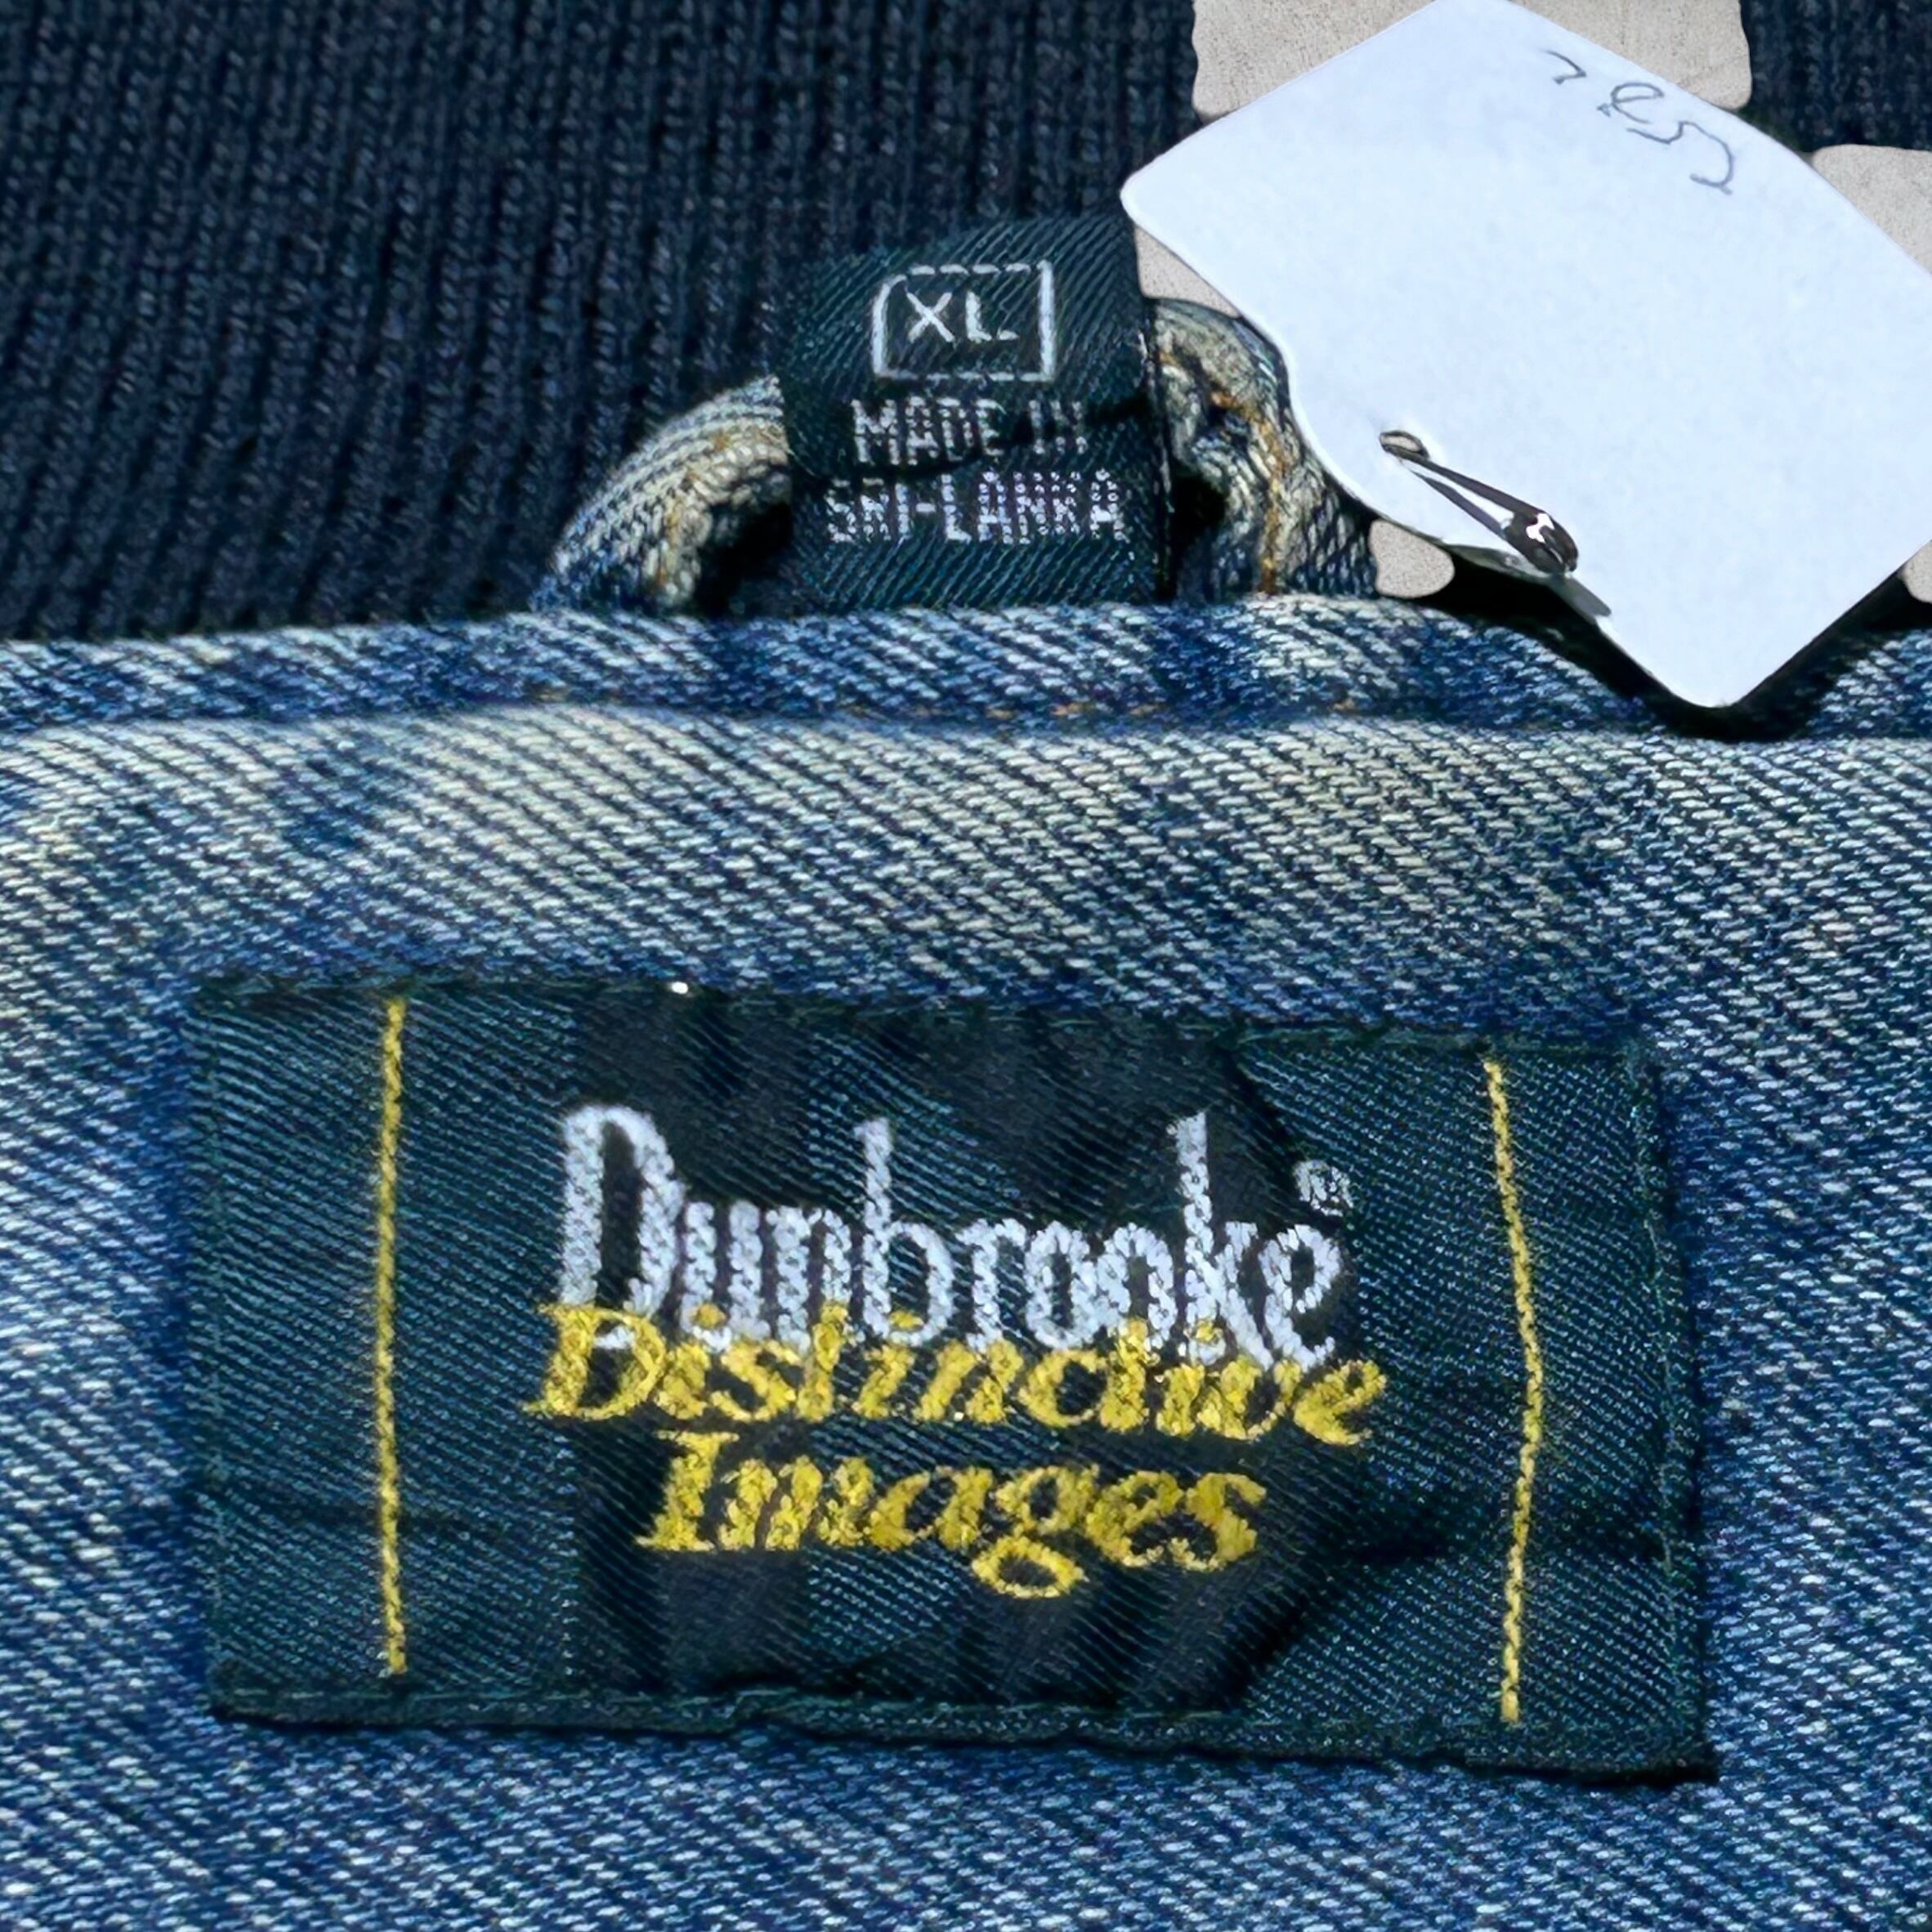 XL
MADE IN
SRI-LANKA
Dunbrooke®
Distinctive
Images